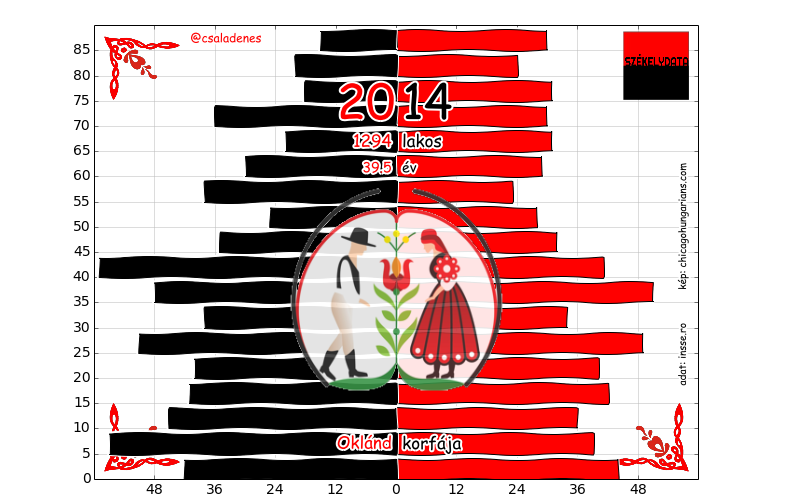 @csaladenes
SZÉKELYDATA
2014
1294 lakos
39.5 év
kép: chicagohungarians.com
adat: insse.ro
Oklánd korfája
85
80
75
70
65
60
55
50
45
40
35
30
25
20
15
10
5
0
48 36 24 12 0 12 24 36 48